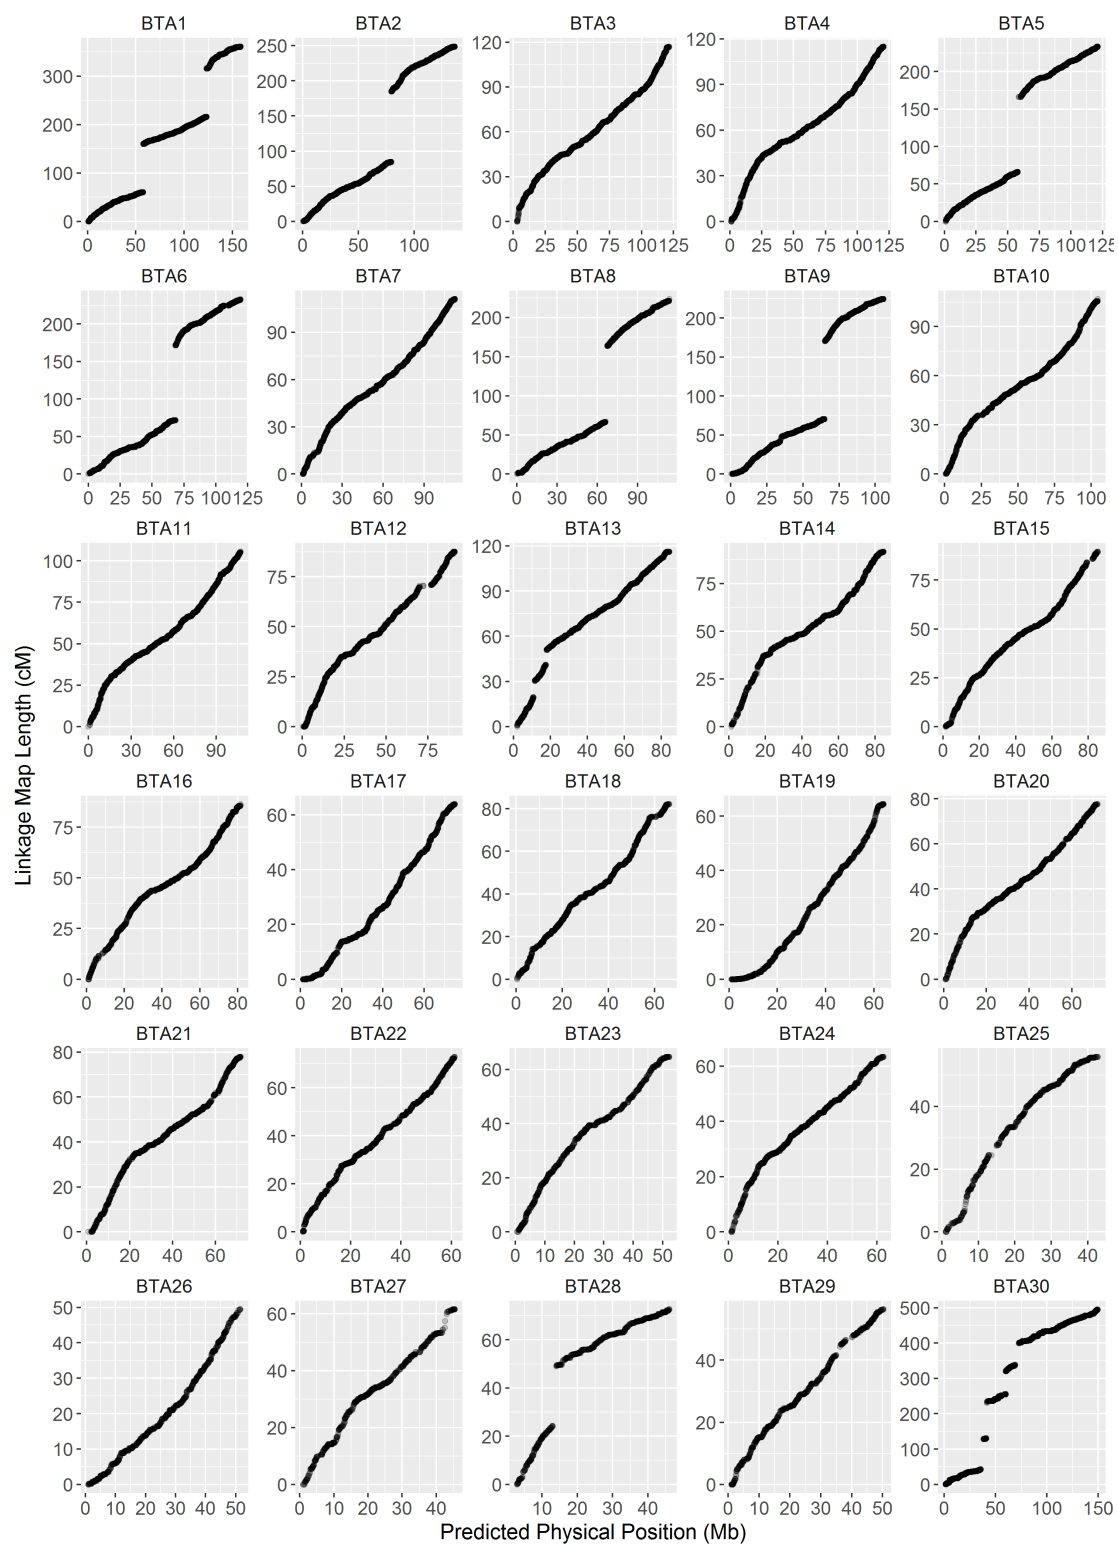 BTA1 BTA2 BTA3 BTA4 BTA5
300 200 100 0
250 200 150 100 50 0
120 90 60 30 0
120 90 60 30 0
200 150 100 50 0
0 50 100 150
0 50 100
0 25 50 75 100 125
0 25 50 75 100 125
0 25 50 75 100 125
BTA6 BTA7 BTA8 BTA9 BTA10
200 150 100 50 0
90 60 30 0
200 150 100 50 0
200 150 100 50 0
90 60 30 0
0 25 50 75 100 125
0 30 60 90
0 30 60 90
0 25 50 75 100
0 25 50 75 100
BTA11 BTA12 BTA13 BTA14 BTA15
100 75 50 25 0
75 50 25 0
120 90 60 30 0
75 50 25 0
75 50 25 0
0 30 60 90
0 25 50 75
0 20 40 60 80
0 20 40 60 80
0 20 40 60 80
Linkage Map Length (cM)
BTA16 BTA17 BTA18 BTA19 BTA20
75 50 25 0
60 40 20 0
80 60 40 20 0
60 40 20 0
80 60 40 20 0
0 20 40 60 80
0 20 40 60
0 20 40 60
0 20 40 60
0 20 40 60
BTA21 BTA22 BTA23 BTA24 BTA25
80 60 40 20 0
60 40 20 0
60 40 20 0
60 40 20 0
40 20 0
0 20 40 60
0 20 40 60
0 10 20 30 40 50
0 20 40 60
0 10 20 30 40
BTA26 BTA27 BTA28 BTA29 BTA30
50 40 30 20 10 0
60 40 20 0
60 40 20 0
40 20 0
500 400 300 200 100 0
0 10 20 30 40 50
0 10 20 30 40
10 20 30 40
0 10 20 30 40 50
0 50 100 150
Predicted Physical Position (Mb)